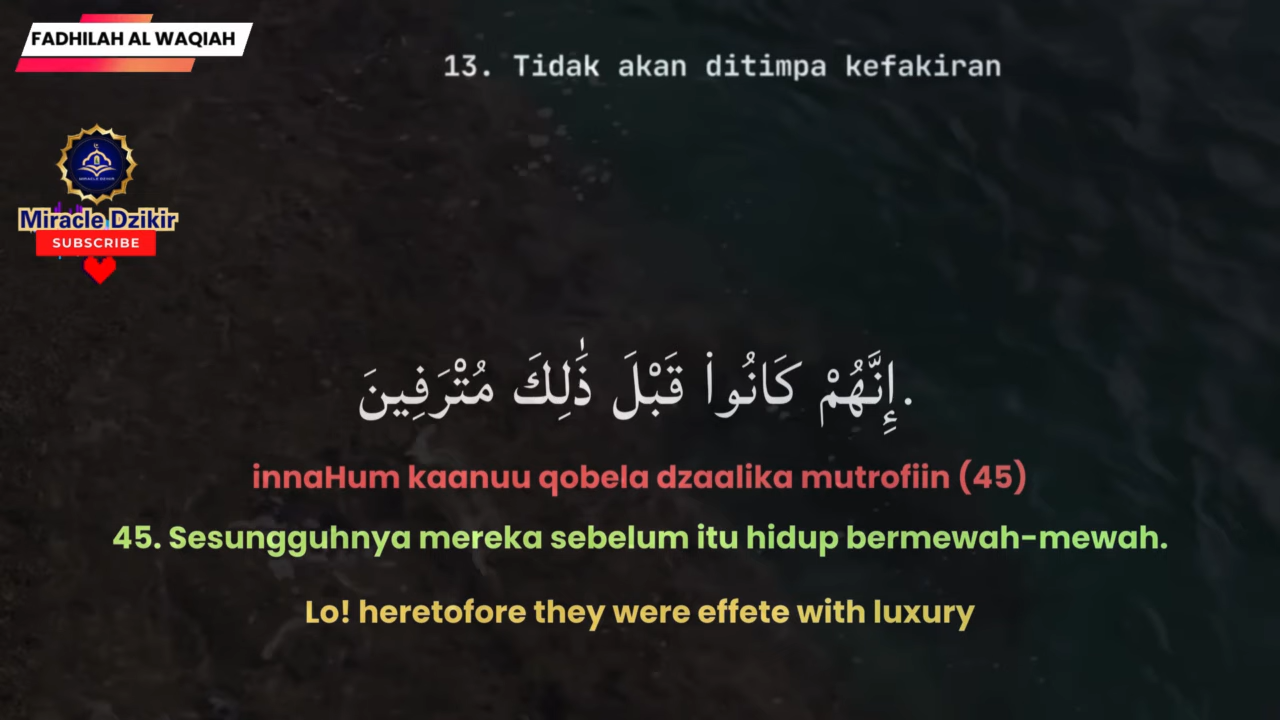 FADHILAH AL WAQIAH
13. Tidak akan ditimpa kefakiran
Miracle Dzikir
SUBSCRIBE
إِنَّهُمْ كَانُوا۟ قَبْلَ ذَٰلِكَ مُتْرَفِينَ.
innaHum kaanuu qobela dzaalika mutrofiin (45)
45. Sesungguhnya mereka sebelum itu hidup bermewah-mewah.
Lo! heretofore they were effete with luxury